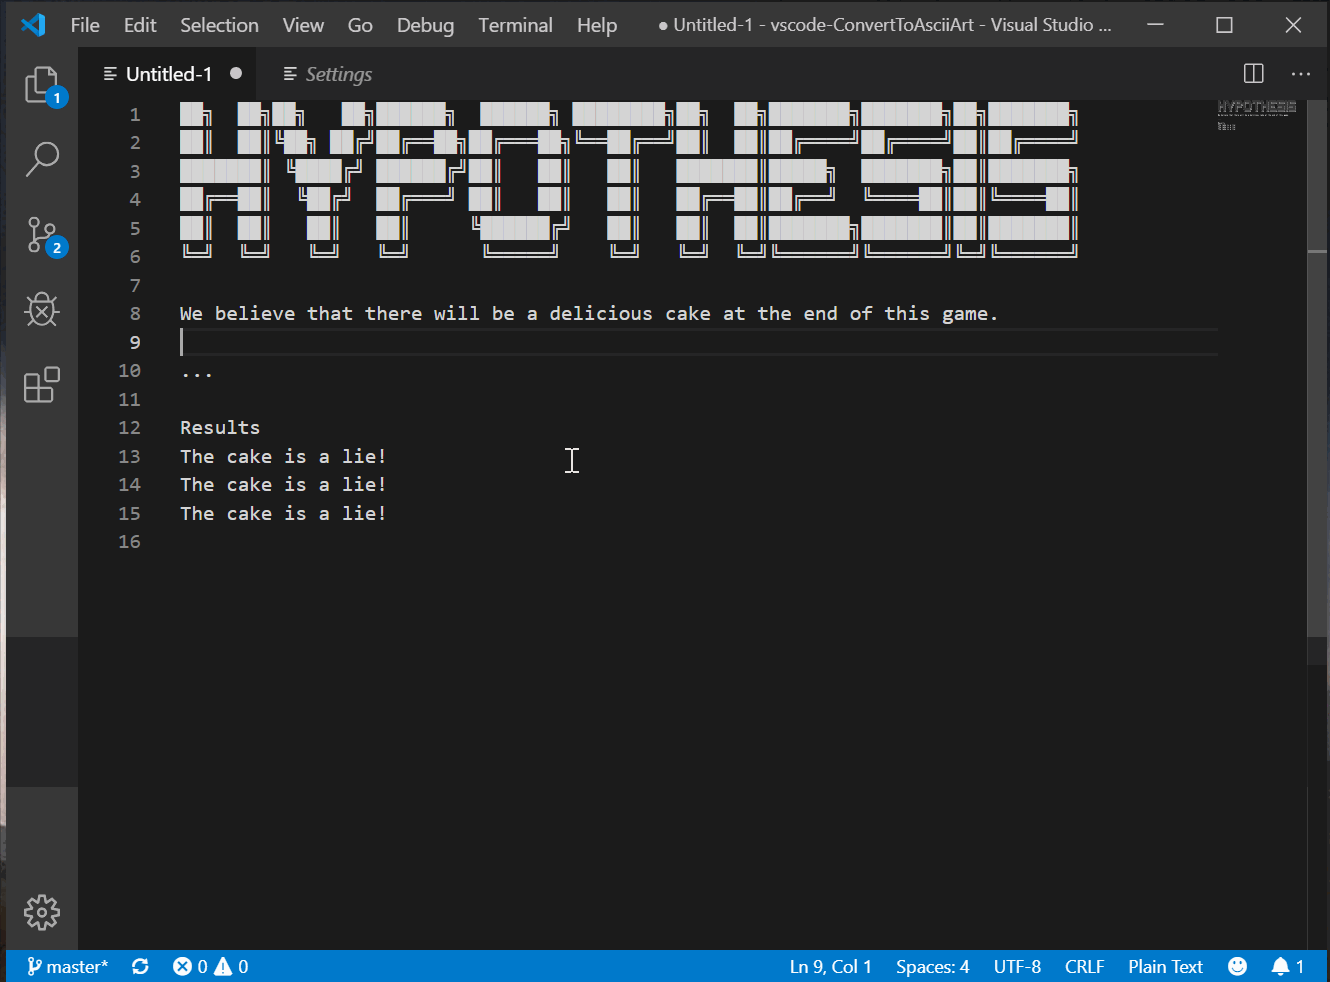 File Edit Selection View Go Debug Terminal Help ● Untitled-1 - vscode-ConvertToAsciiArt - Visual Studio ...
Untitled-1 Settings
1
2
3
4
5
6
HYPOTHESIS
7
8 We believe that there will be a delicious cake at the end of this game.
9
10 ...
11
12 Results
13 The cake is a lie!
14 The cake is a lie!
15 The cake is a lie!
16
1
2
master* 0 0 Ln 9, Col 1 Spaces: 4 UTF-8 CRLF Plain Text 1